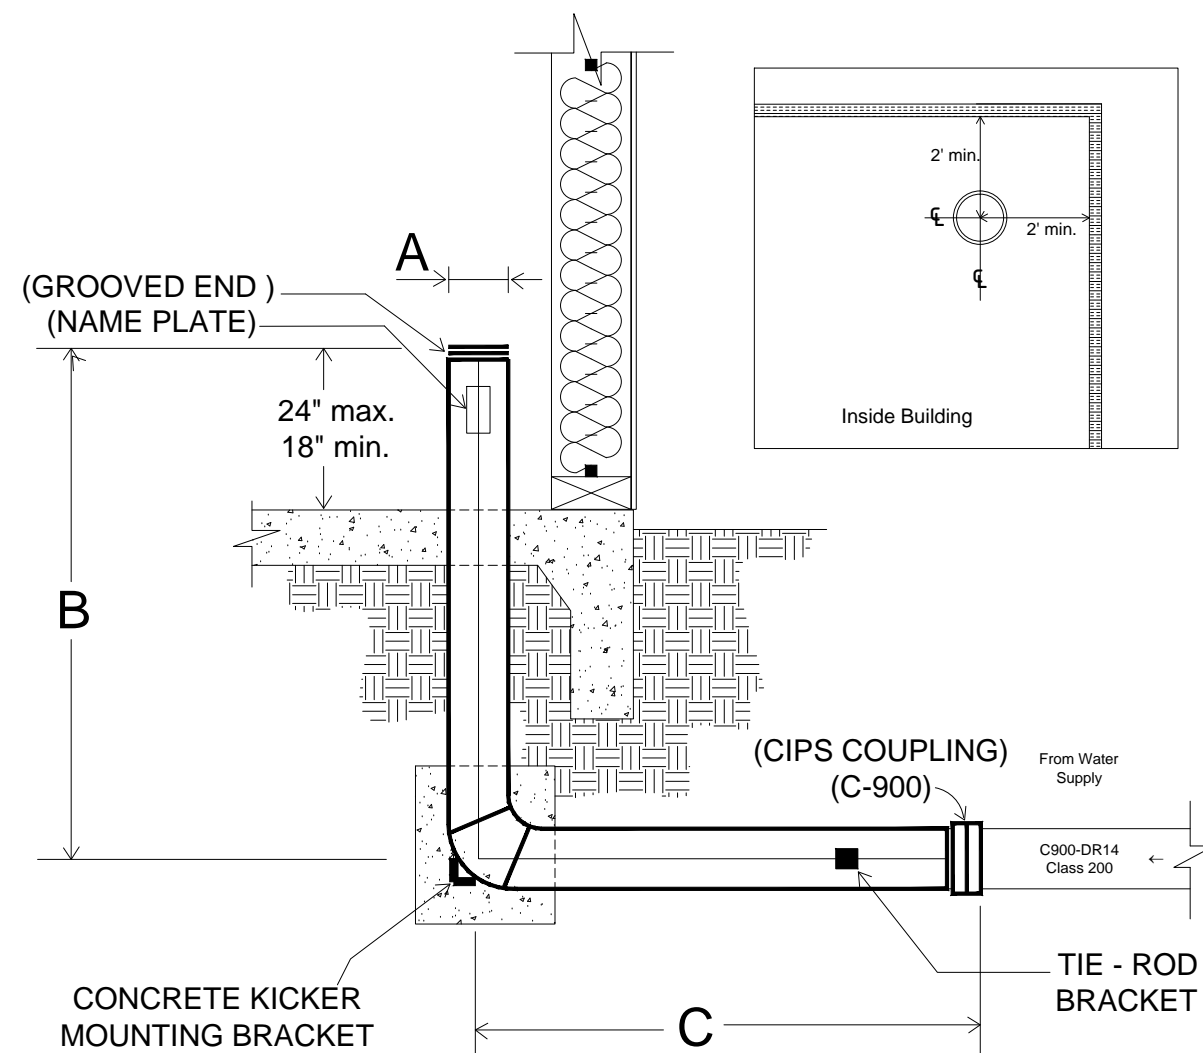 A
(GROOVED END )
(NAME PLATE)
24" max.
18" min.
B
2' min.
℄
2' min.
℄
Inside Building
(CIPS COUPLING)
(C-900)
From Water
Supply
C900-DR14
Class 200
←
CONCRETE KICKER
MOUNTING BRACKET
C
TIE - ROD
BRACKET